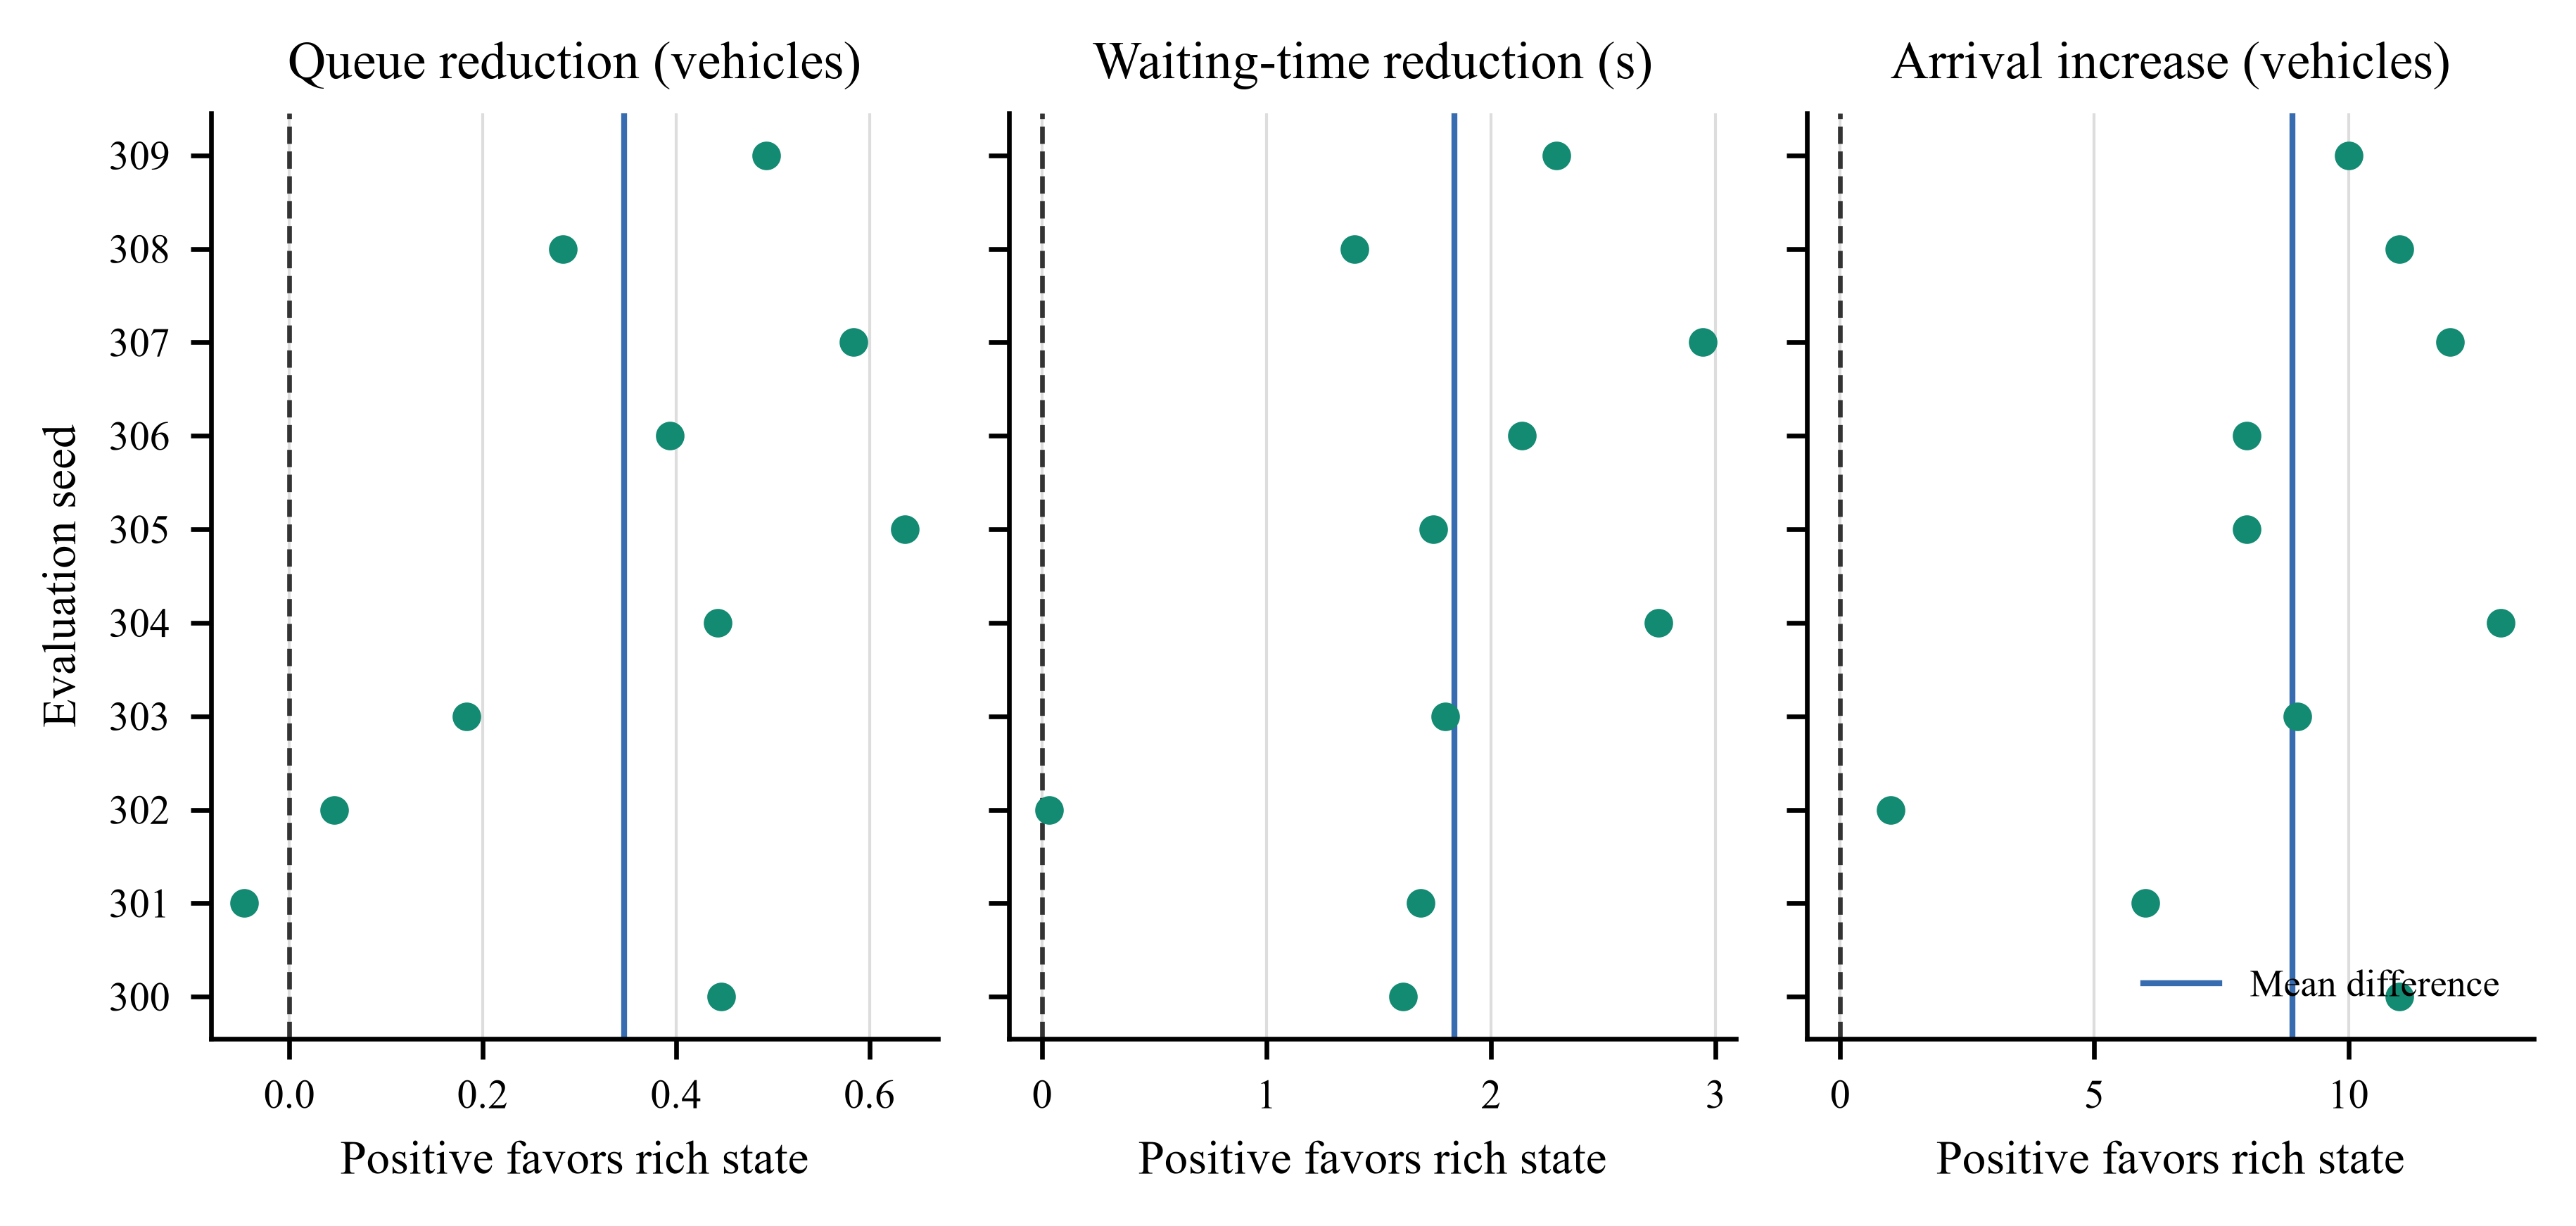 Queue reduction (vehicles)
Waiting-time reduction (s)
Arrival increase (vehicles)
Evaluation seed
309
308
307
306
305
304
303
302
301
300
Mean difference
0.0 0.2 0.4 0.6
0 1 2 3
0 5 10
Positive favors rich state
Positive favors rich state
Positive favors rich state